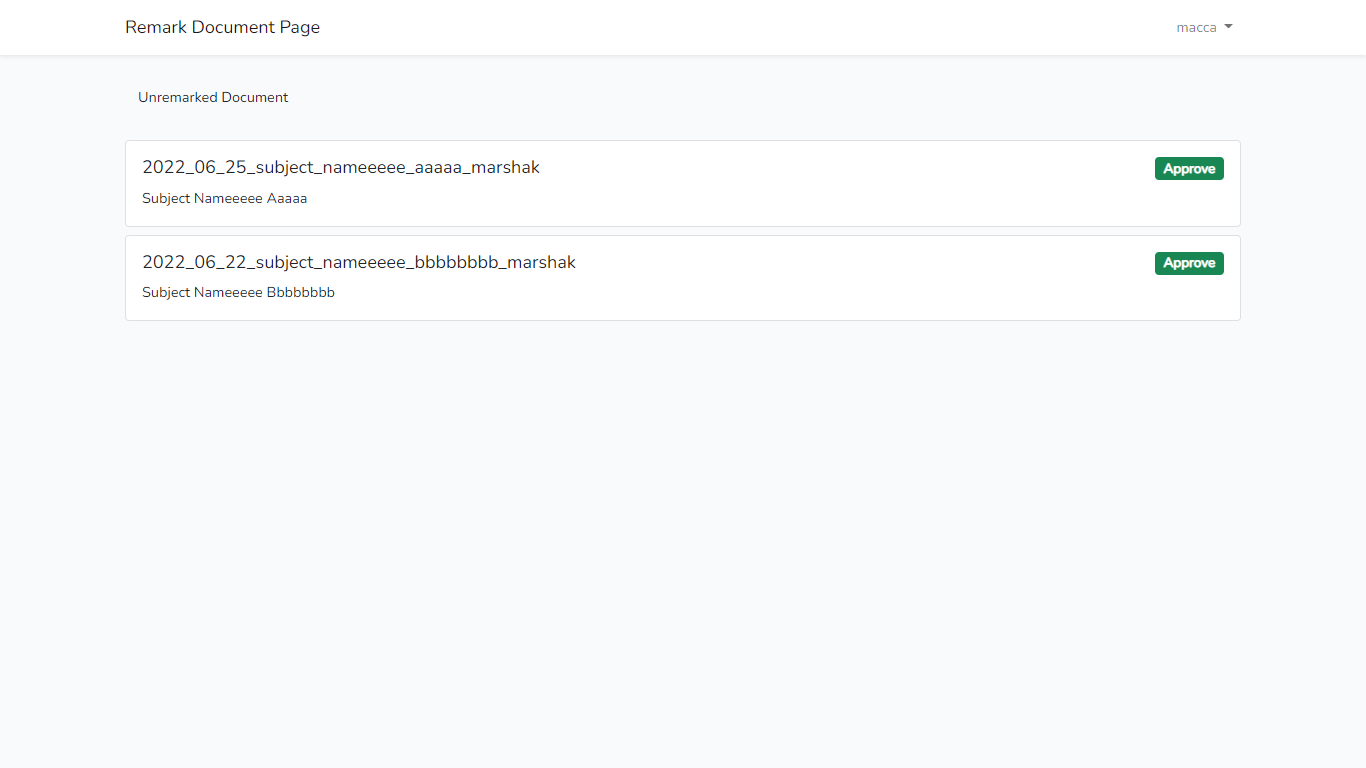 Remark Document Page
macca
Unremarked Document
2022_06_25_subject_nameeeee_aaaaa_marshak
Approve
Subject Nameeeee Aaaaa
2022_06_22_subject_nameeeee_bbbbbbbb_marshak
Approve
Subject Nameeeee Bbbbbbbb